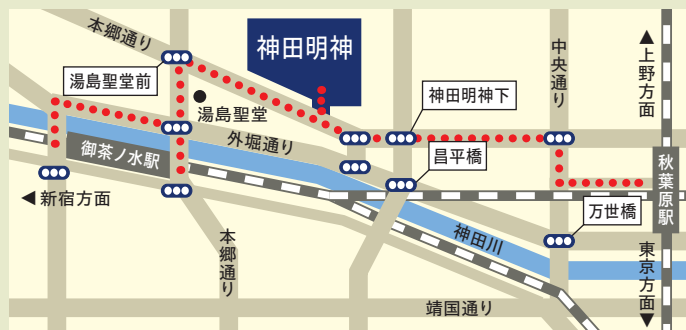 本郷通り
神田明神
中央通り
▲上野方面
湯島聖堂前
湯島聖堂
神田明神下
外堀通り
御茶ノ水駅
昌平橋
秋葉原駅
◀新宿方面
万世橋
本郷通り
神田川
東京方面▼
靖国通り